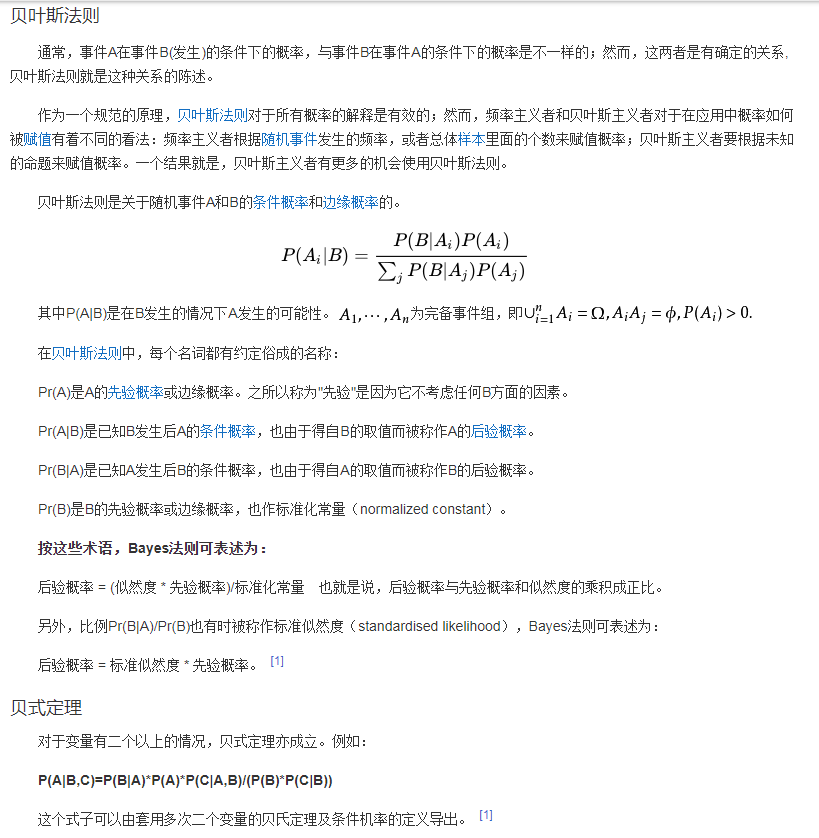 贝叶斯法则
通常，事件A在事件B(发生)的条件下的概率，与事件B在事件A的条件下的概率是不一样的；然而，这两者是有确定的关系,
贝叶斯法则就是这种关系的陈述。
作为一个规范的原理，贝叶斯法则对于所有概率的解释是有效的；然而，频率主义者和贝叶斯主义者对于在应用中概率如何
被赋值有着不同的看法：频率主义者根据随机事件发生的频率，或者总体样本里面的个数来赋值概率；贝叶斯主义者要根据未知
的命题来赋值概率。一个结果就是，贝叶斯主义者有更多的机会使用贝叶斯法则。
贝叶斯法则是关于随机事件A和B的条件概率和边缘概率的。
P(A_i|B) = \frac{P(B|A_i)P(A_i)}{\sum_j P(B|A_j)P(A_j)}
其中P(A|B)是在B发生的情况下A发生的可能性。A_1,⋯,A_n为完备事件组，即∪_{i=1}^n A_i = Ω, A_iA_j = ϕ, P(A_i) > 0.
在贝叶斯法则中，每个名词都有约定俗成的名称：
Pr(A)是A的先验概率或边缘概率。之所以称为"先验"是因为它不考虑任何B方面的因素。
Pr(A|B)是已知B发生后A的条件概率，也由于得自B的取值而被称作A的后验概率。
Pr(B|A)是已知A发生后B的条件概率，也由于得自A的取值而被称作B的后验概率。
Pr(B)是B的先验概率或边缘概率，也作标准化常量（normalized constant）。
按这些术语，Bayes法则可表述为：
后验概率 = (似然度 * 先验概率)/标准化常量　也就是说，后验概率与先验概率和似然度的乘积成正比。
另外，比例Pr(B|A)/Pr(B)也有时被称作标准似然度（standardised likelihood），Bayes法则可表述为：
后验概率 = 标准似然度 * 先验概率。 [1]
贝式定理
对于变量有二个以上的情况，贝式定理亦成立。例如：
P(A|B,C)=P(B|A)*P(A)*P(C|A,B)/(P(B)*P(C|B))
这个式子可以由套用多次二个变量的贝氏定理及条件机率的定义导出。 [1]